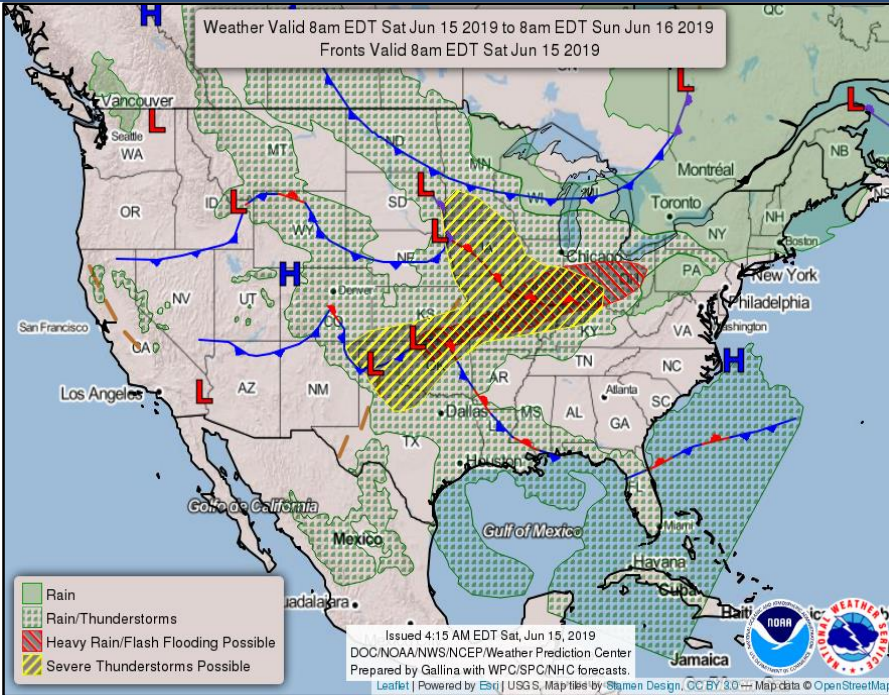 Weather Valid 8am EDT Sat Jun 15 2019 to 8am EDT Sun Jun 16 2019
Fronts Valid 8am EDT Sat Jun 15 2019
H
QC
L
L
Vancouver
L
Seattle
WA
MT
ND
MN
Montréal
NB
OR
ID
L
SD
L
WI
MI
Toronto
NH
NY
Boston
WY
L
IA
Chicago
NE
PA
New York
H
NV
UT
Denver
OH
Philadelphia
San Francisco
CO
KS
KY
VA
Washington
CA
L
TN
NC
H
Los Angeles
L
AZ
NM
L
OK
AR
SC
Atlanta
Dallas
MS
AL
GA
TX
LA
Houston
FL
Golfo de California
Gulf of Mexico
Miami
Mexico
Havana
Cuba
Rain
Rain/Thunderstorms
Heavy Rain/Flash Flooding Possible
Severe Thunderstorms Possible
uadalajara
Issued 4:15 AM EDT Sat, Jun 15, 2019
DOC/NOAA/NWS/NCEP/Weather Prediction Center
Prepared by Gallina with WPC/SPC/NHC forecasts.
Haiti
Jamaica
NOAA
NATIONAL WEATHER SERVICE
Leaflet | Powered by Esri | USGS, Map tiles by Stamen Design, CC BY 3.0 — Map data © OpenStreetMap